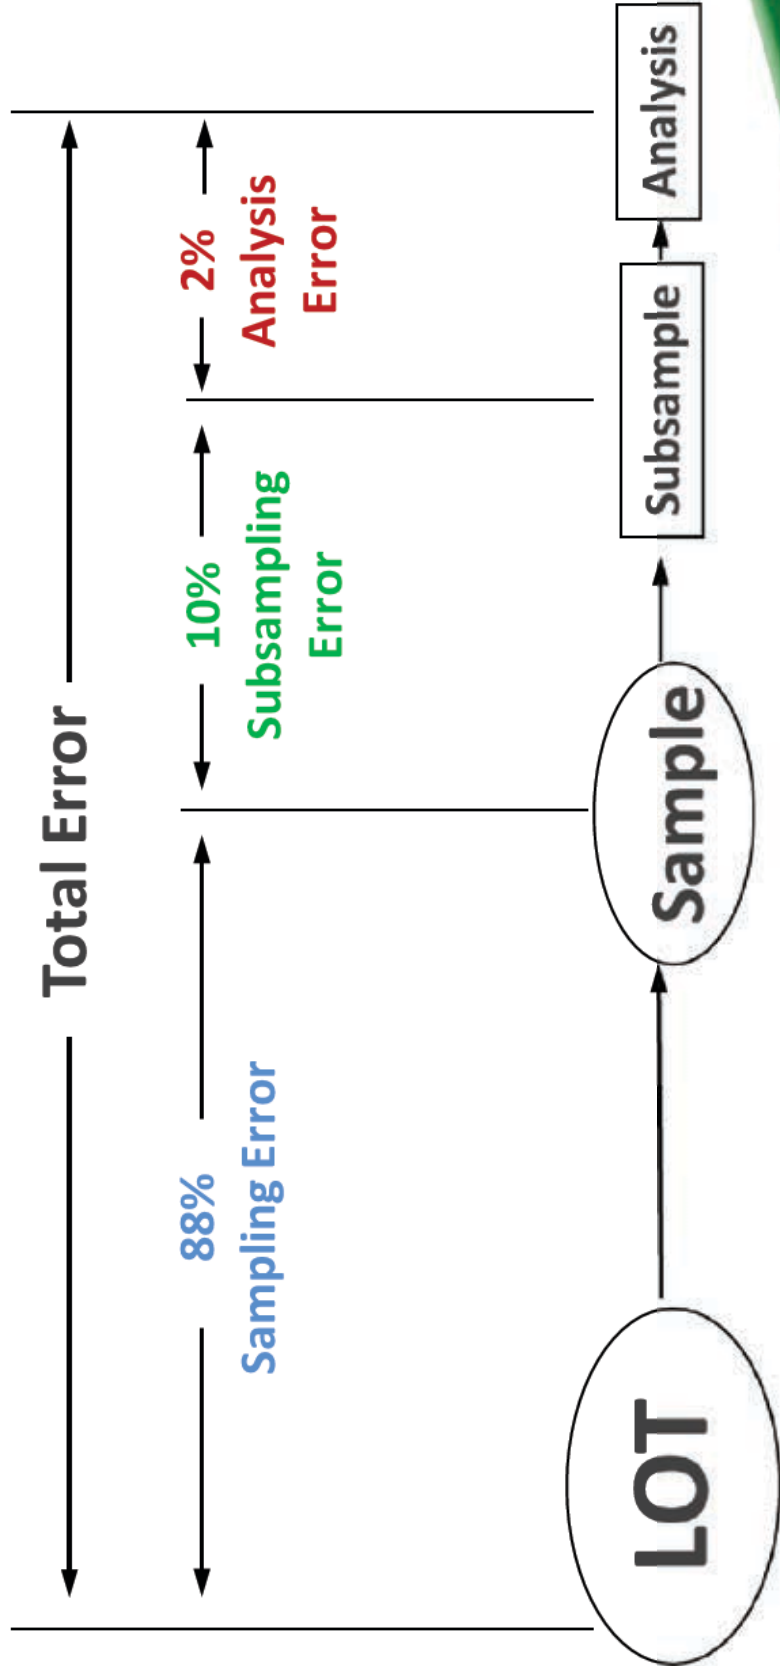 Total Error
88%
Sampling Error
10%
Subsampling
Error
2%
Analysis
Error
LOT
Sample
Subsample
Analysis